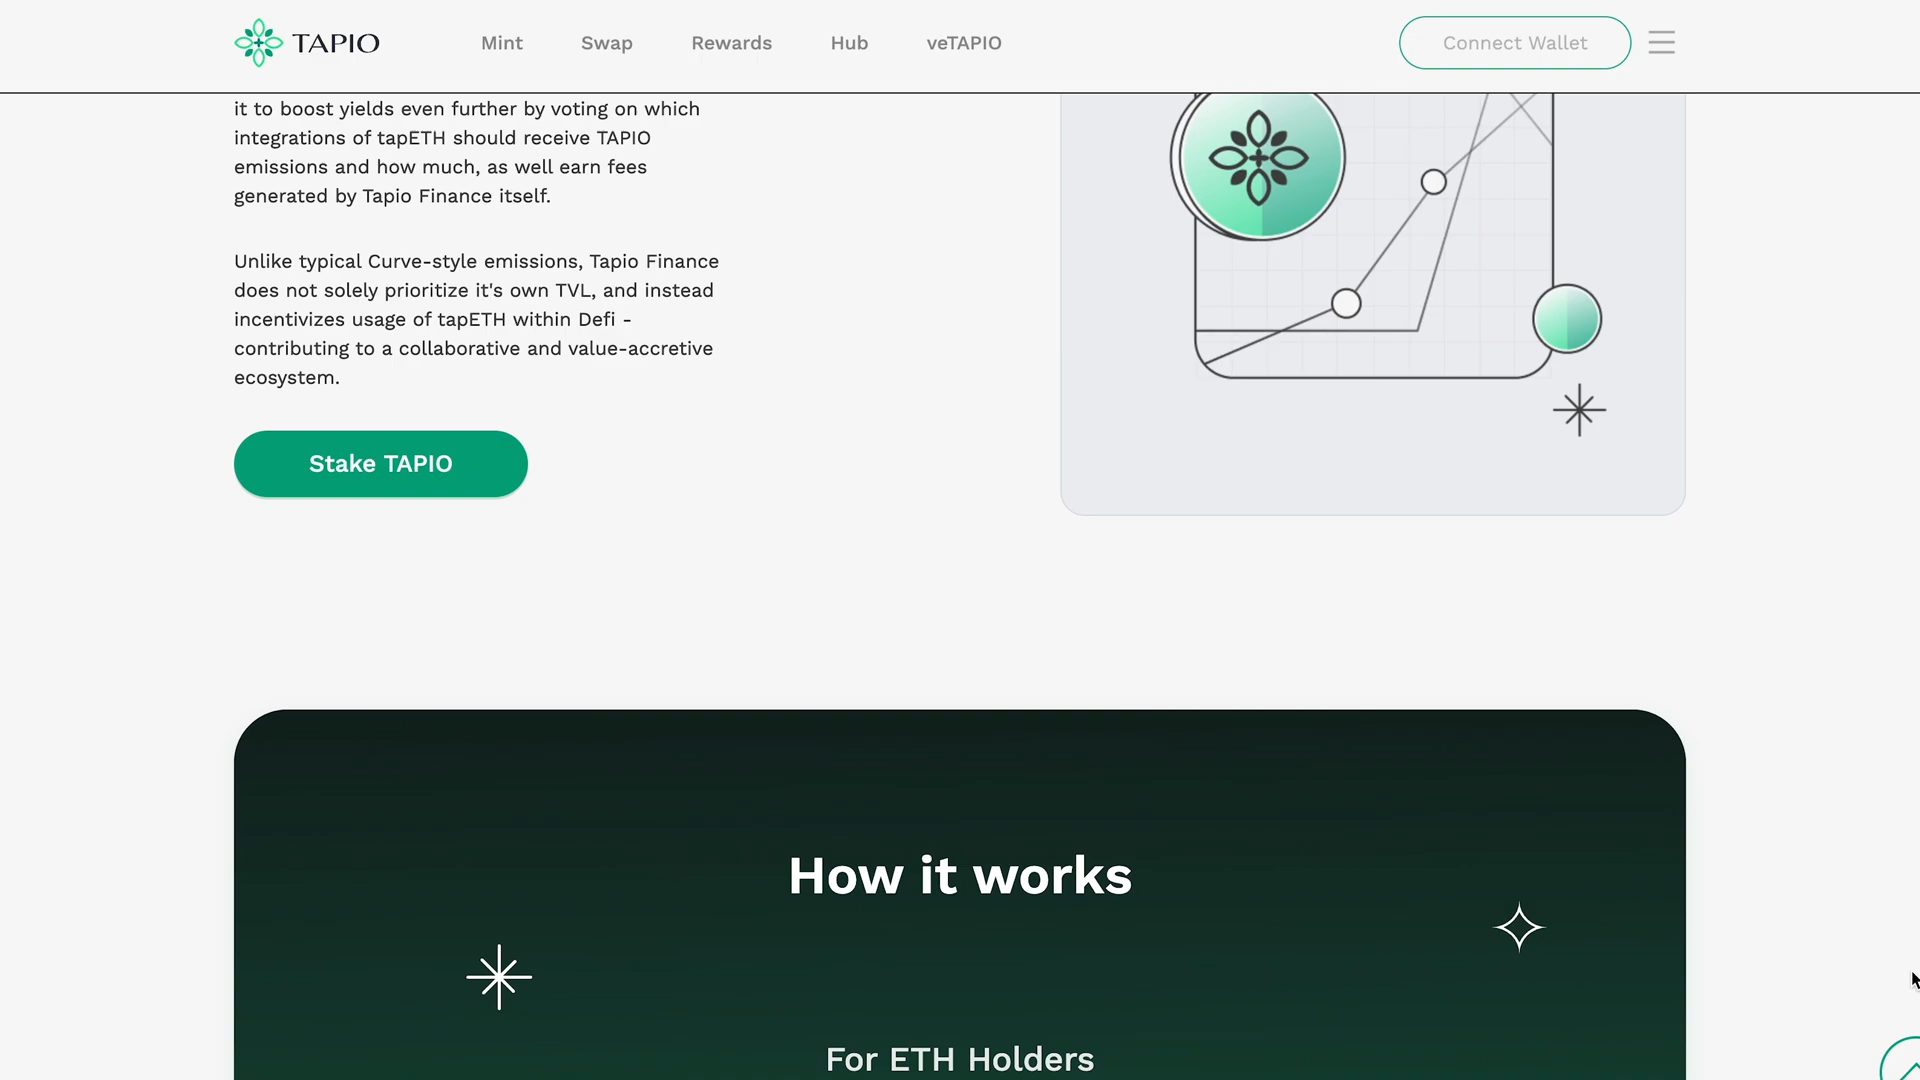 TAPIO
Mint
Swap
Rewards
Hub
veTAPIO
Connect Wallet
it to boost yields even further by voting on which
integrations of tapETH should receive TAPIO
emissions and how much, as well earn fees
generated by Tapio Finance itself.
Unlike typical Curve-style emissions, Tapio Finance
does not solely prioritize it's own TVL, and instead
incentivizes usage of tapETH within Defi -
contributing to a collaborative and value-accretive
ecosystem.
Stake TAPIO
How it works
For ETH Holders